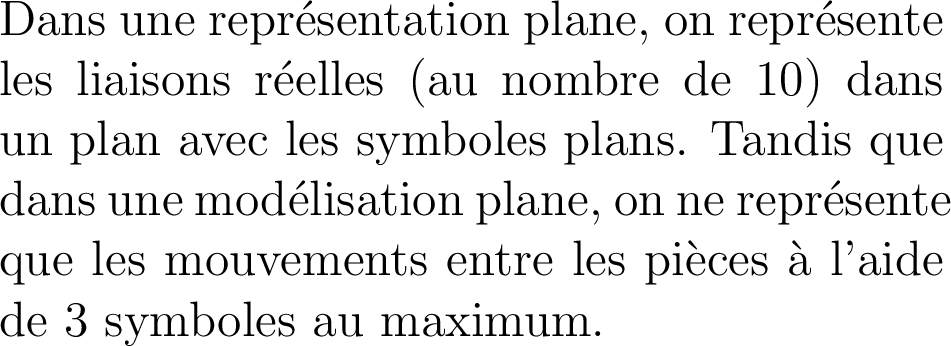 Dans une représentation plane, on représente
les liaisons réelles (au nombre de 10) dans
un plan avec les symboles plans. Tandis que
dans une modélisation plane, on ne représente
que les mouvements entre les pièces à l'aide
de 3 symboles au maximum.